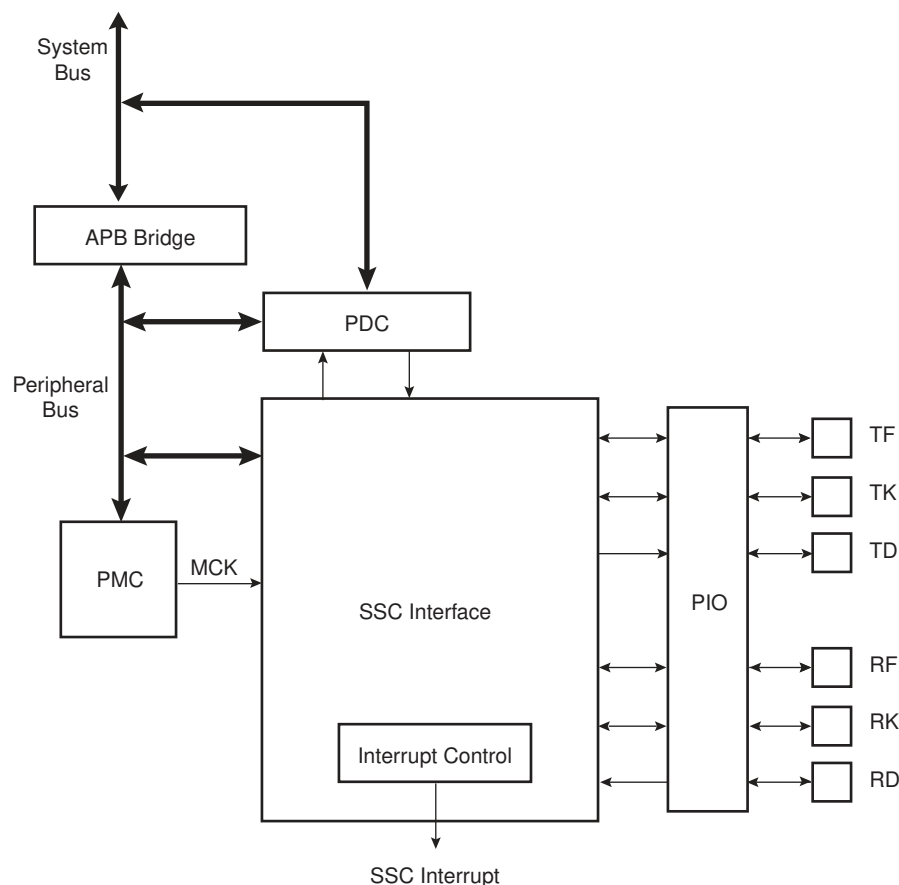 System
Bus
APB Bridge
PDC
Peripheral
Bus
TF
TK
TD
PMC
MCK
SSC Interface
PIO
RF
RK
RD
Interrupt Control
SSC Interrupt